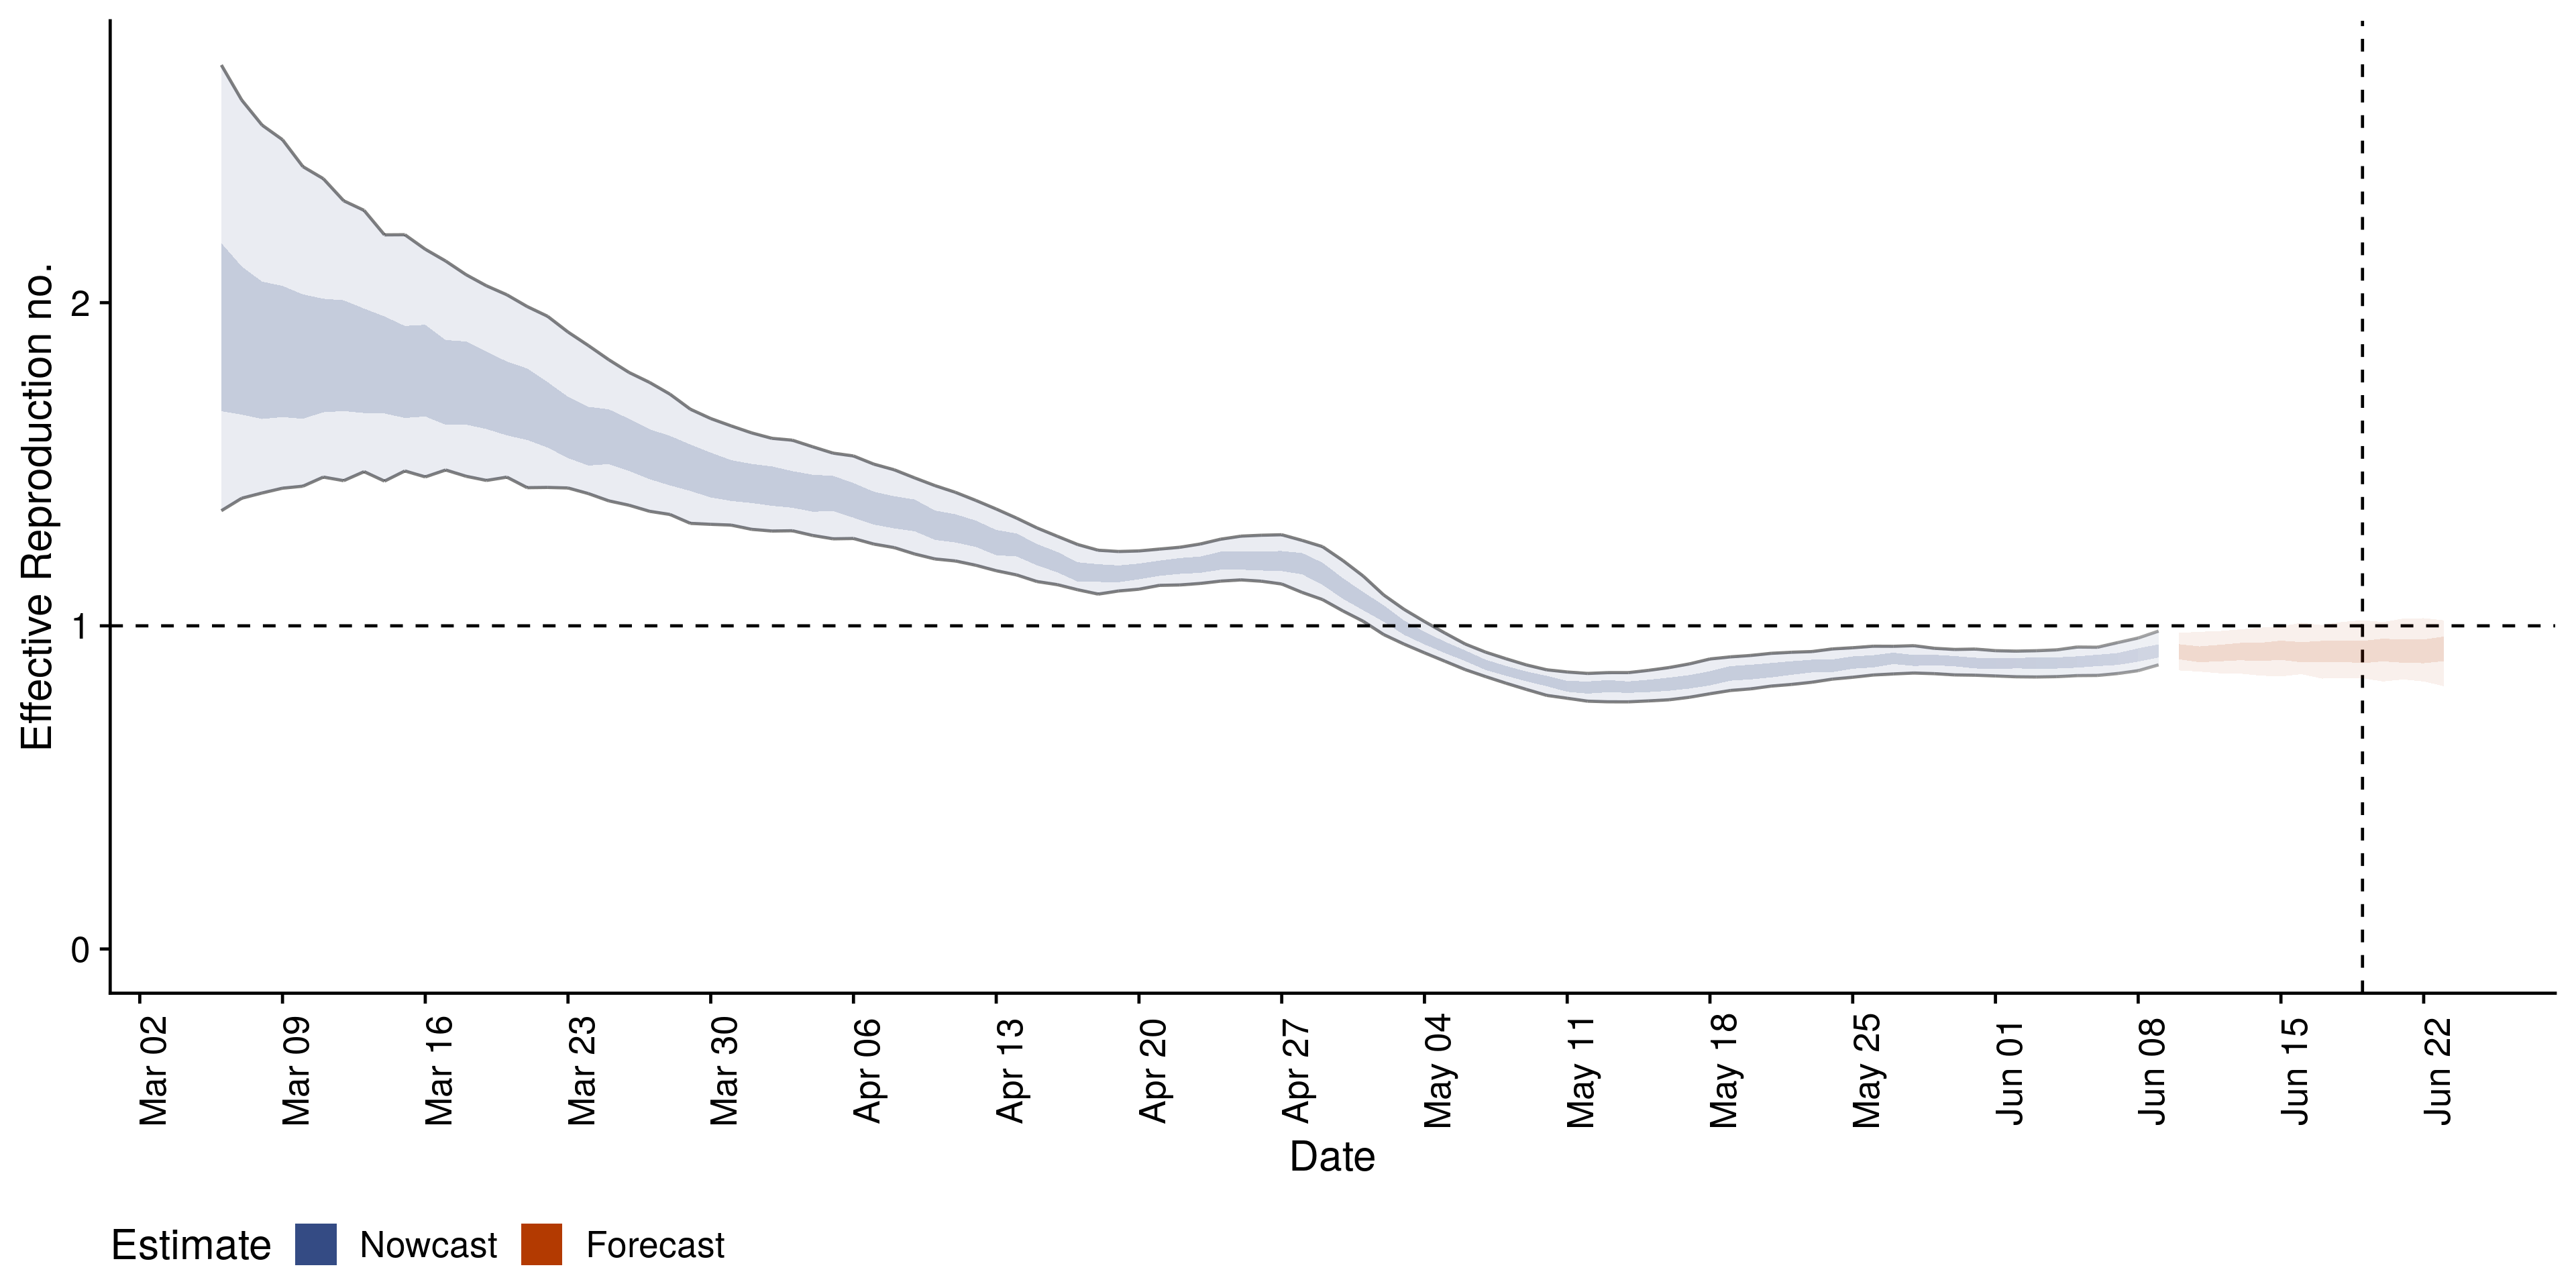 Effective Reproduction no.
2
1
0
Mar 02
Mar 09
Mar 16
Mar 23
Mar 30
Apr 06
Apr 13
Apr 20
Apr 27
May 04
May 11
May 18
May 25
Jun 01
Jun 08
Jun 15
Jun 22
Date
Estimate Nowcast Forecast